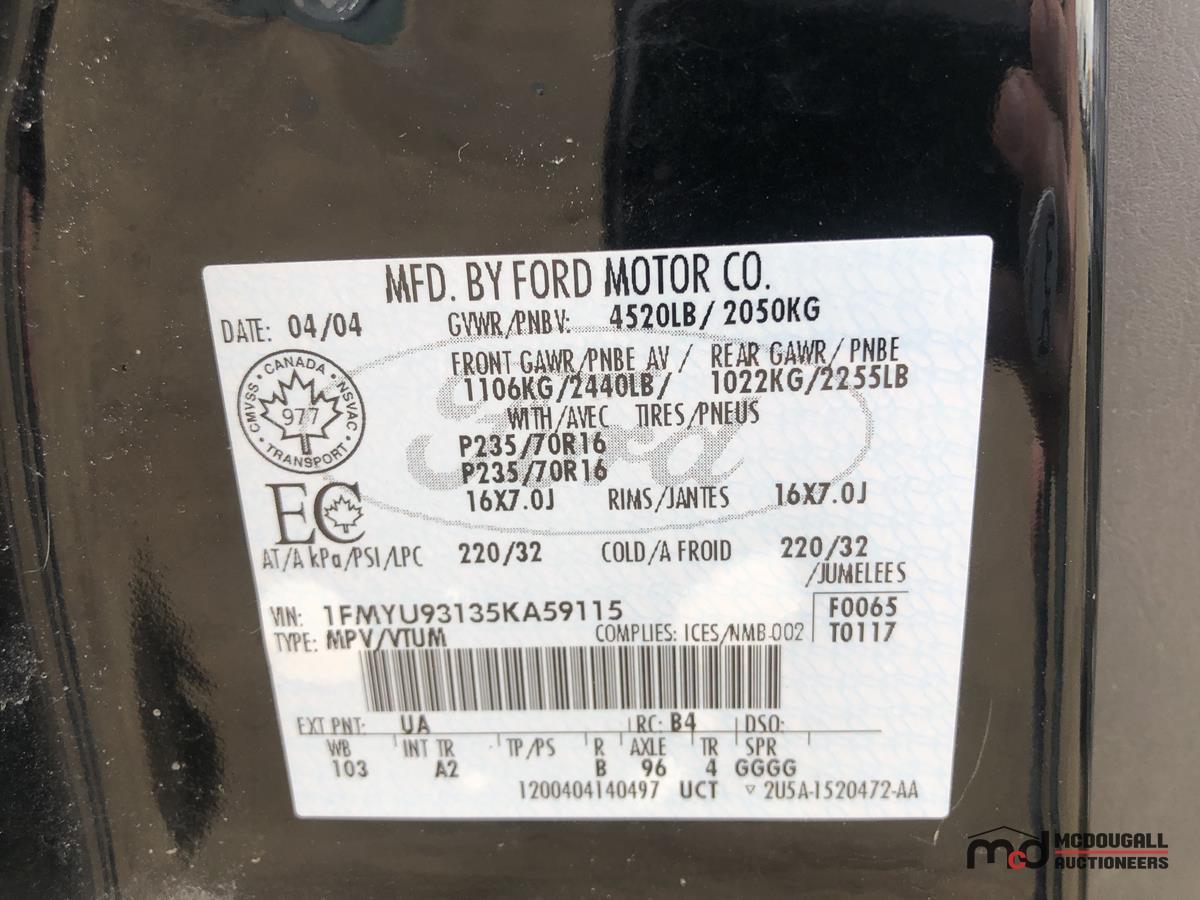 MFD. BY FORD MOTOR CO.
DATE: 04/04 GVWR/PNBV: 4520LB/2050KG
FRONT GAWR/PNBE AV / REAR GAWR/PNBE
1106KG/2440LB/ 1022KG/2255LB
WITH/AVEC TIRES/PNEUS
P235/70R16
P235/70R16
16X7.0J RIMS/JANTES 16X7.0J
CMVSS · CANADA · NSVAC · TRANSPORT ·
977
Ford
EC
AT/A kPa/PSI/LPC 220/32 COLD/A FROID 220/32
/JUMELEES
VIN: 1FMYU93135KA59115 F0065
TYPE: MPV/VTUM COMPLIES: ICES/NMB-002 T0117
EXT PNT: UA RC: B4 DSO:
WB INT TR TP/PS R AXLE TR SPR
103 A2 B 96 4 GGGG
1200404140497 UCT ▽ 2U5A-1520472-AA
mcd MCDOUGALL
AUCTIONEERS